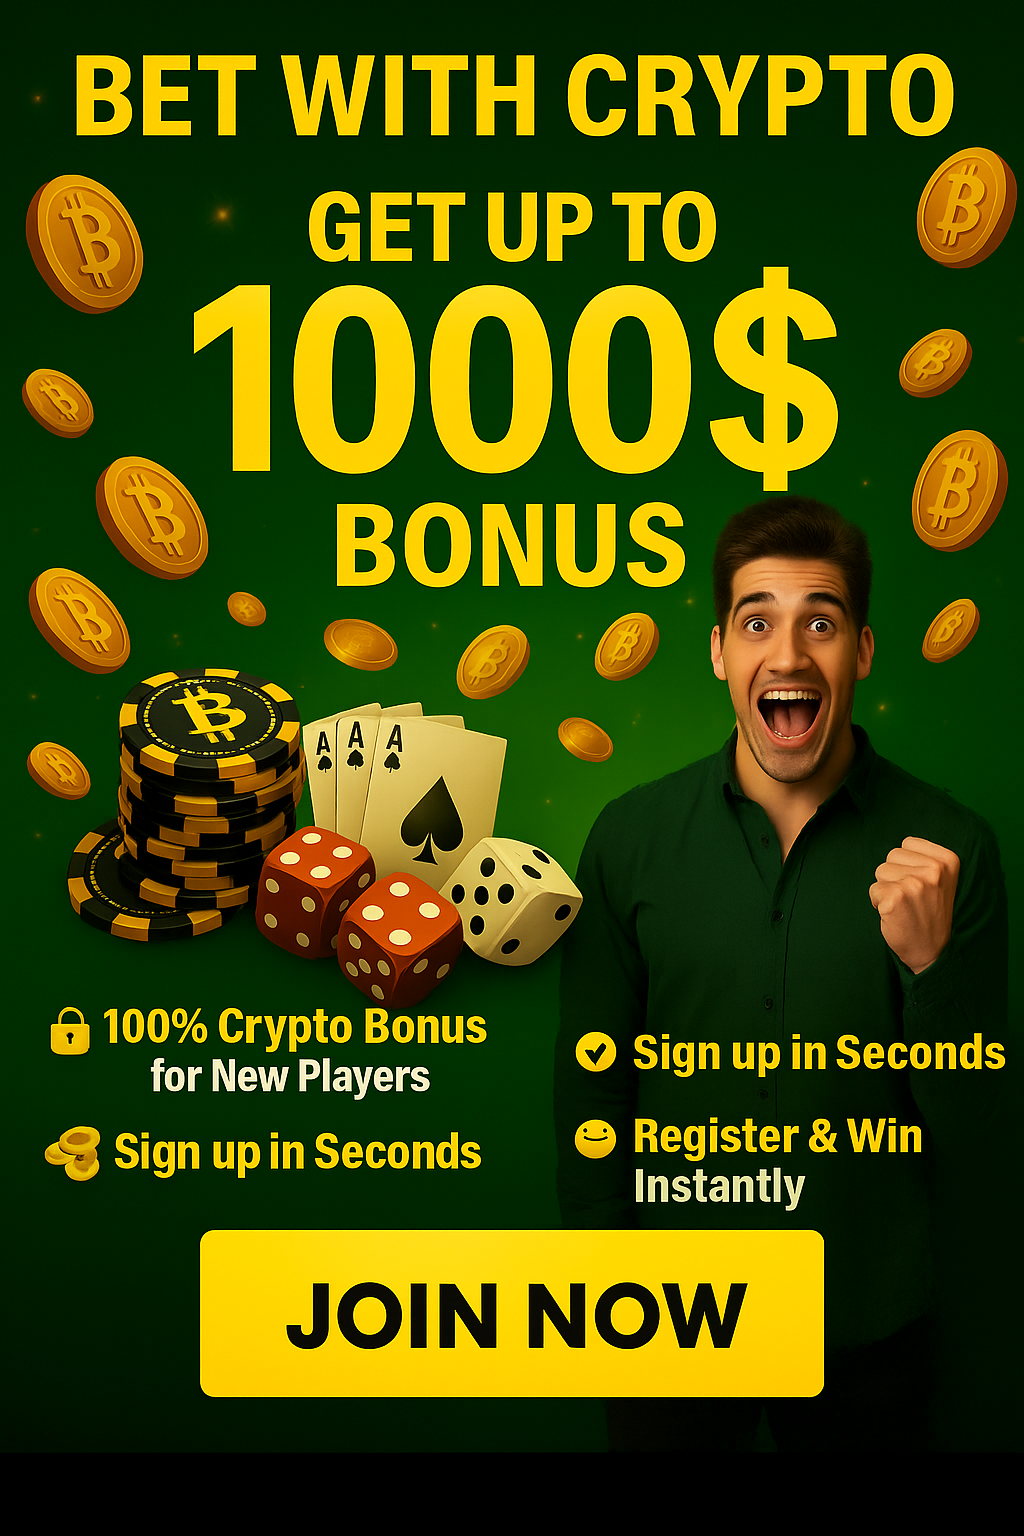 BET WITH CRYPTO
GET UP TO
1000$
BONUS
A A A
100% Crypto Bonus
for New Players
Sign up in Seconds
Sign up in Seconds
Register & Win
Instantly
JOIN NOW